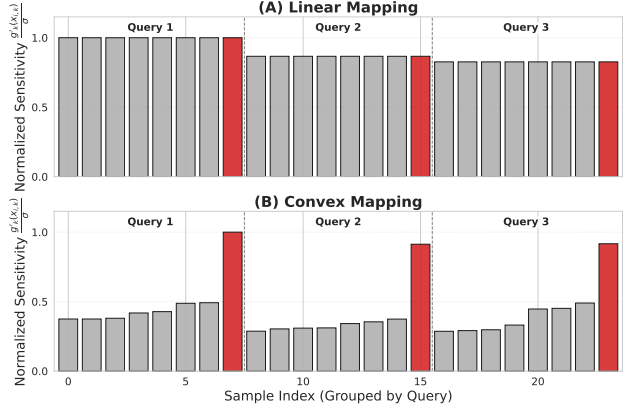 (A) Linear Mapping
Normalized Sensitivity g'ₖ(xᵢ,ₖ)/σ
1.0
0.5
0.0
Query 1 Query 2 Query 3
(B) Convex Mapping
Normalized Sensitivity g'ₖ(xᵢ,ₖ)/σ
1.0
0.5
0.0
Query 1 Query 2 Query 3
0 5 10 15 20
Sample Index (Grouped by Query)